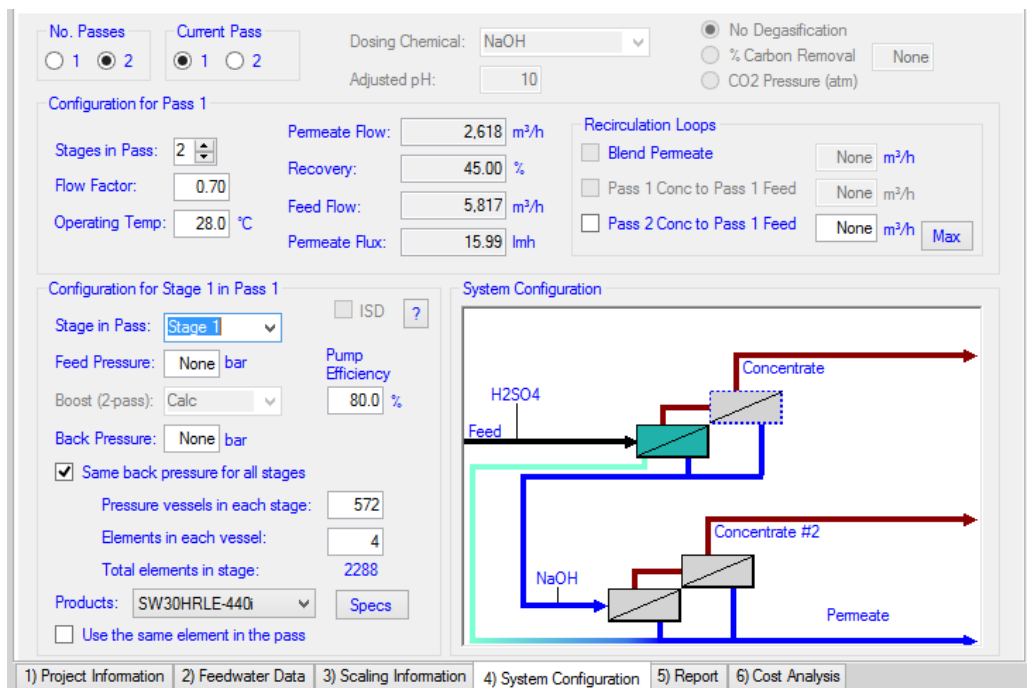 No. Passes
1 2
Current Pass
1 2
Dosing Chemical: NaOH
Adjusted pH: 10
No Degasification
% Carbon Removal None
CO2 Pressure (atm)
Configuration for Pass 1
Stages in Pass: 2
Flow Factor: 0.70
Operating Temp: 28.0 °C
Permeate Flow: 2,618 m³/h
Recovery: 45.00 %
Feed Flow: 5,817 m³/h
Permeate Flux: 15.99 lmh
Recirculation Loops
Blend Permeate None m³/h
Pass 1 Conc to Pass 1 Feed None m³/h
Pass 2 Conc to Pass 1 Feed None m³/h Max
Configuration for Stage 1 in Pass 1
ISD ?
Stage in Pass: Stage 1
Feed Pressure: None bar
Pump
Efficiency
Boost (2-pass): Calc
80.0 %
Back Pressure: None bar
Same back pressure for all stages
Pressure vessels in each stage: 572
Elements in each vessel: 4
Total elements in stage: 2288
Products: SW30HRLE-440i Specs
Use the same element in the pass
System Configuration
Concentrate
H2SO4
Feed
Concentrate #2
NaOH
Permeate
1) Project Information 2) Feedwater Data 3) Scaling Information 4) System Configuration 5) Report 6) Cost Analysis